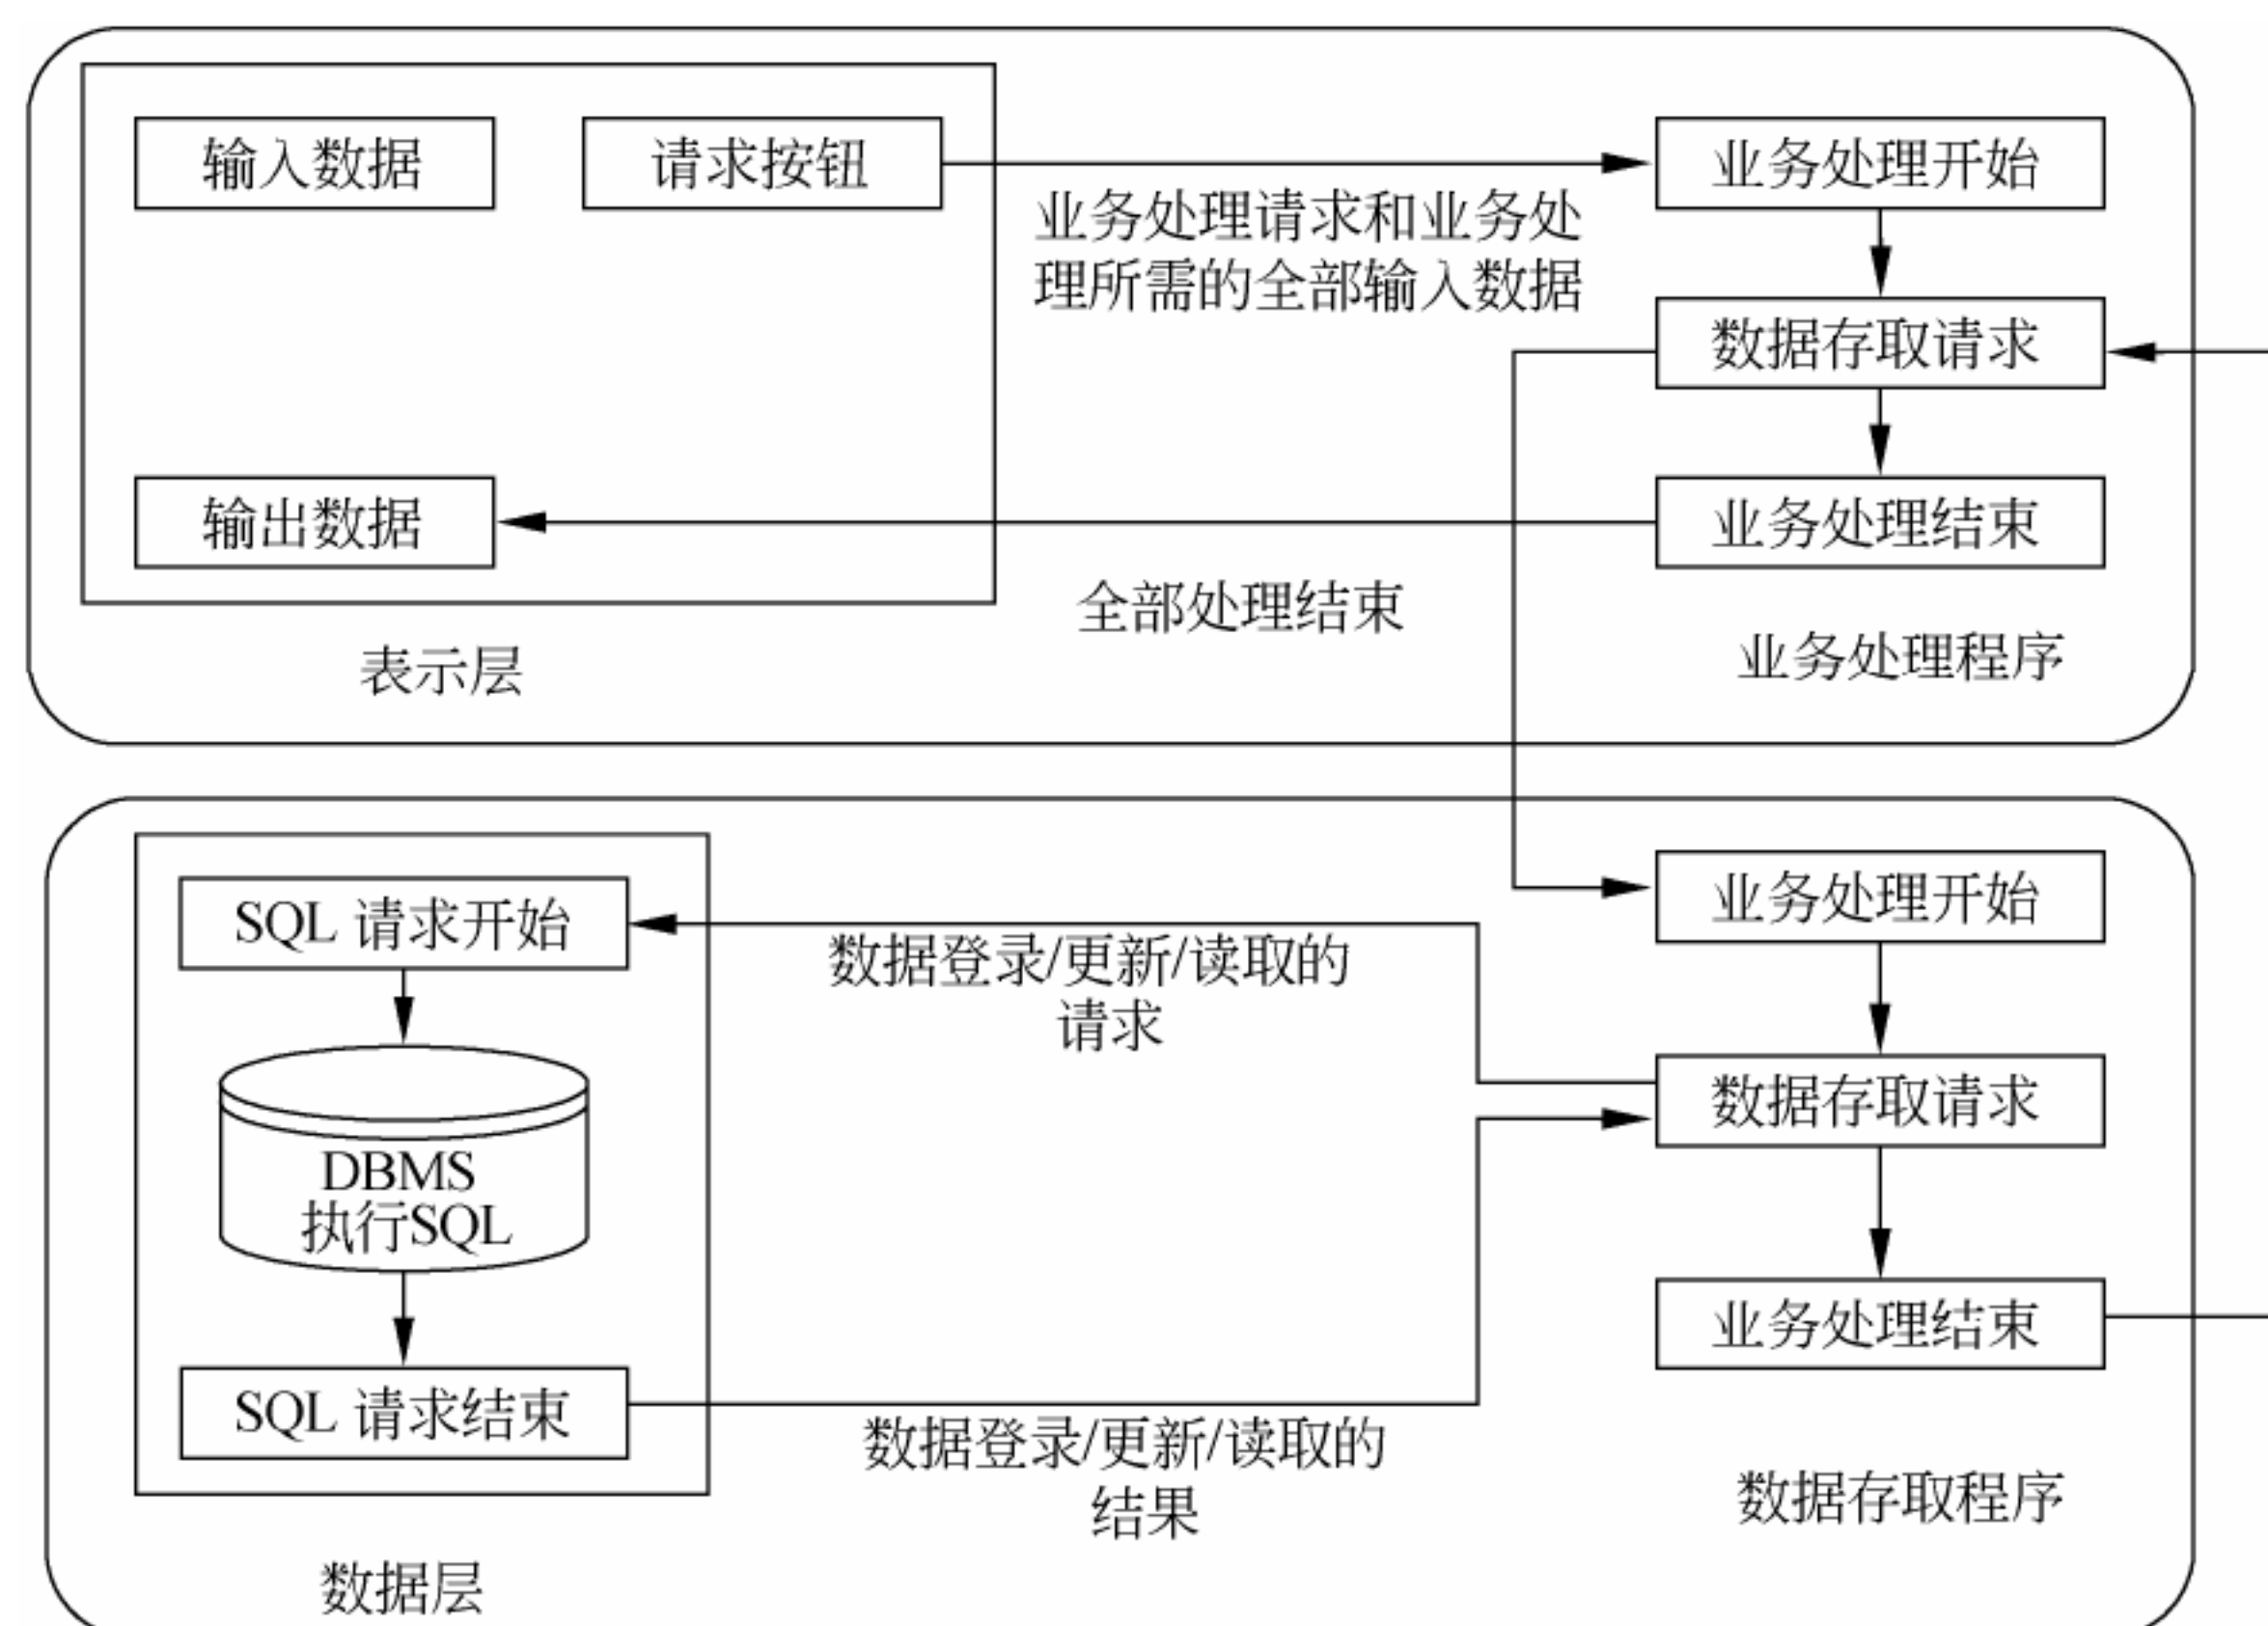 输入数据
请求按钮
业务处理开始
业务处理请求和业务处
理所需的全部输入数据
数据存取请求
输出数据
业务处理结束
全部处理结束
表示层
业务处理程序
SQL 请求开始
业务处理开始
数据登录/更新/读取的
请求
数据存取请求
DBMS
执行SQL
业务处理结束
SQL 请求结束
数据登录/更新/读取的
结果
数据存取程序
数据层